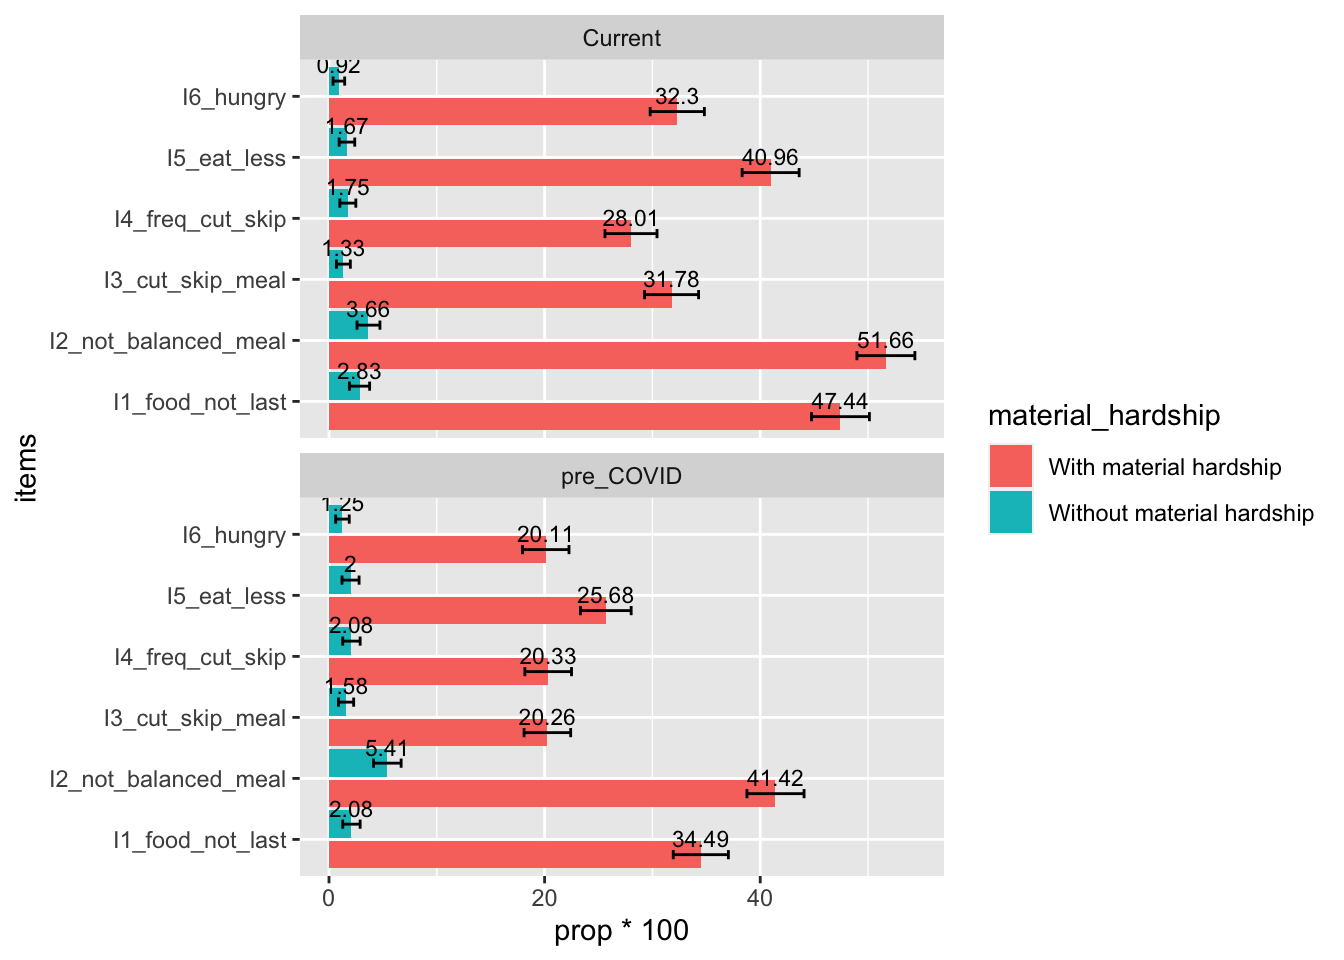 Current
0.92
I6_hungry
32.3
1.67
I5_eat_less
40.96
1.75
I4_freq_cut_skip
28.01
1.33
I3_cut_skip_meal
31.78
3.66
I2_not_balanced_meal
51.66
2.83
I1_food_not_last
47.44
pre_COVID
1.25
I6_hungry
20.11
2
I5_eat_less
25.68
2.08
I4_freq_cut_skip
20.33
1.58
I3_cut_skip_meal
20.26
5.41
I2_not_balanced_meal
41.42
2.08
I1_food_not_last
34.49
0 20 40
prop * 100
items
material_hardship
With material hardship
Without material hardship